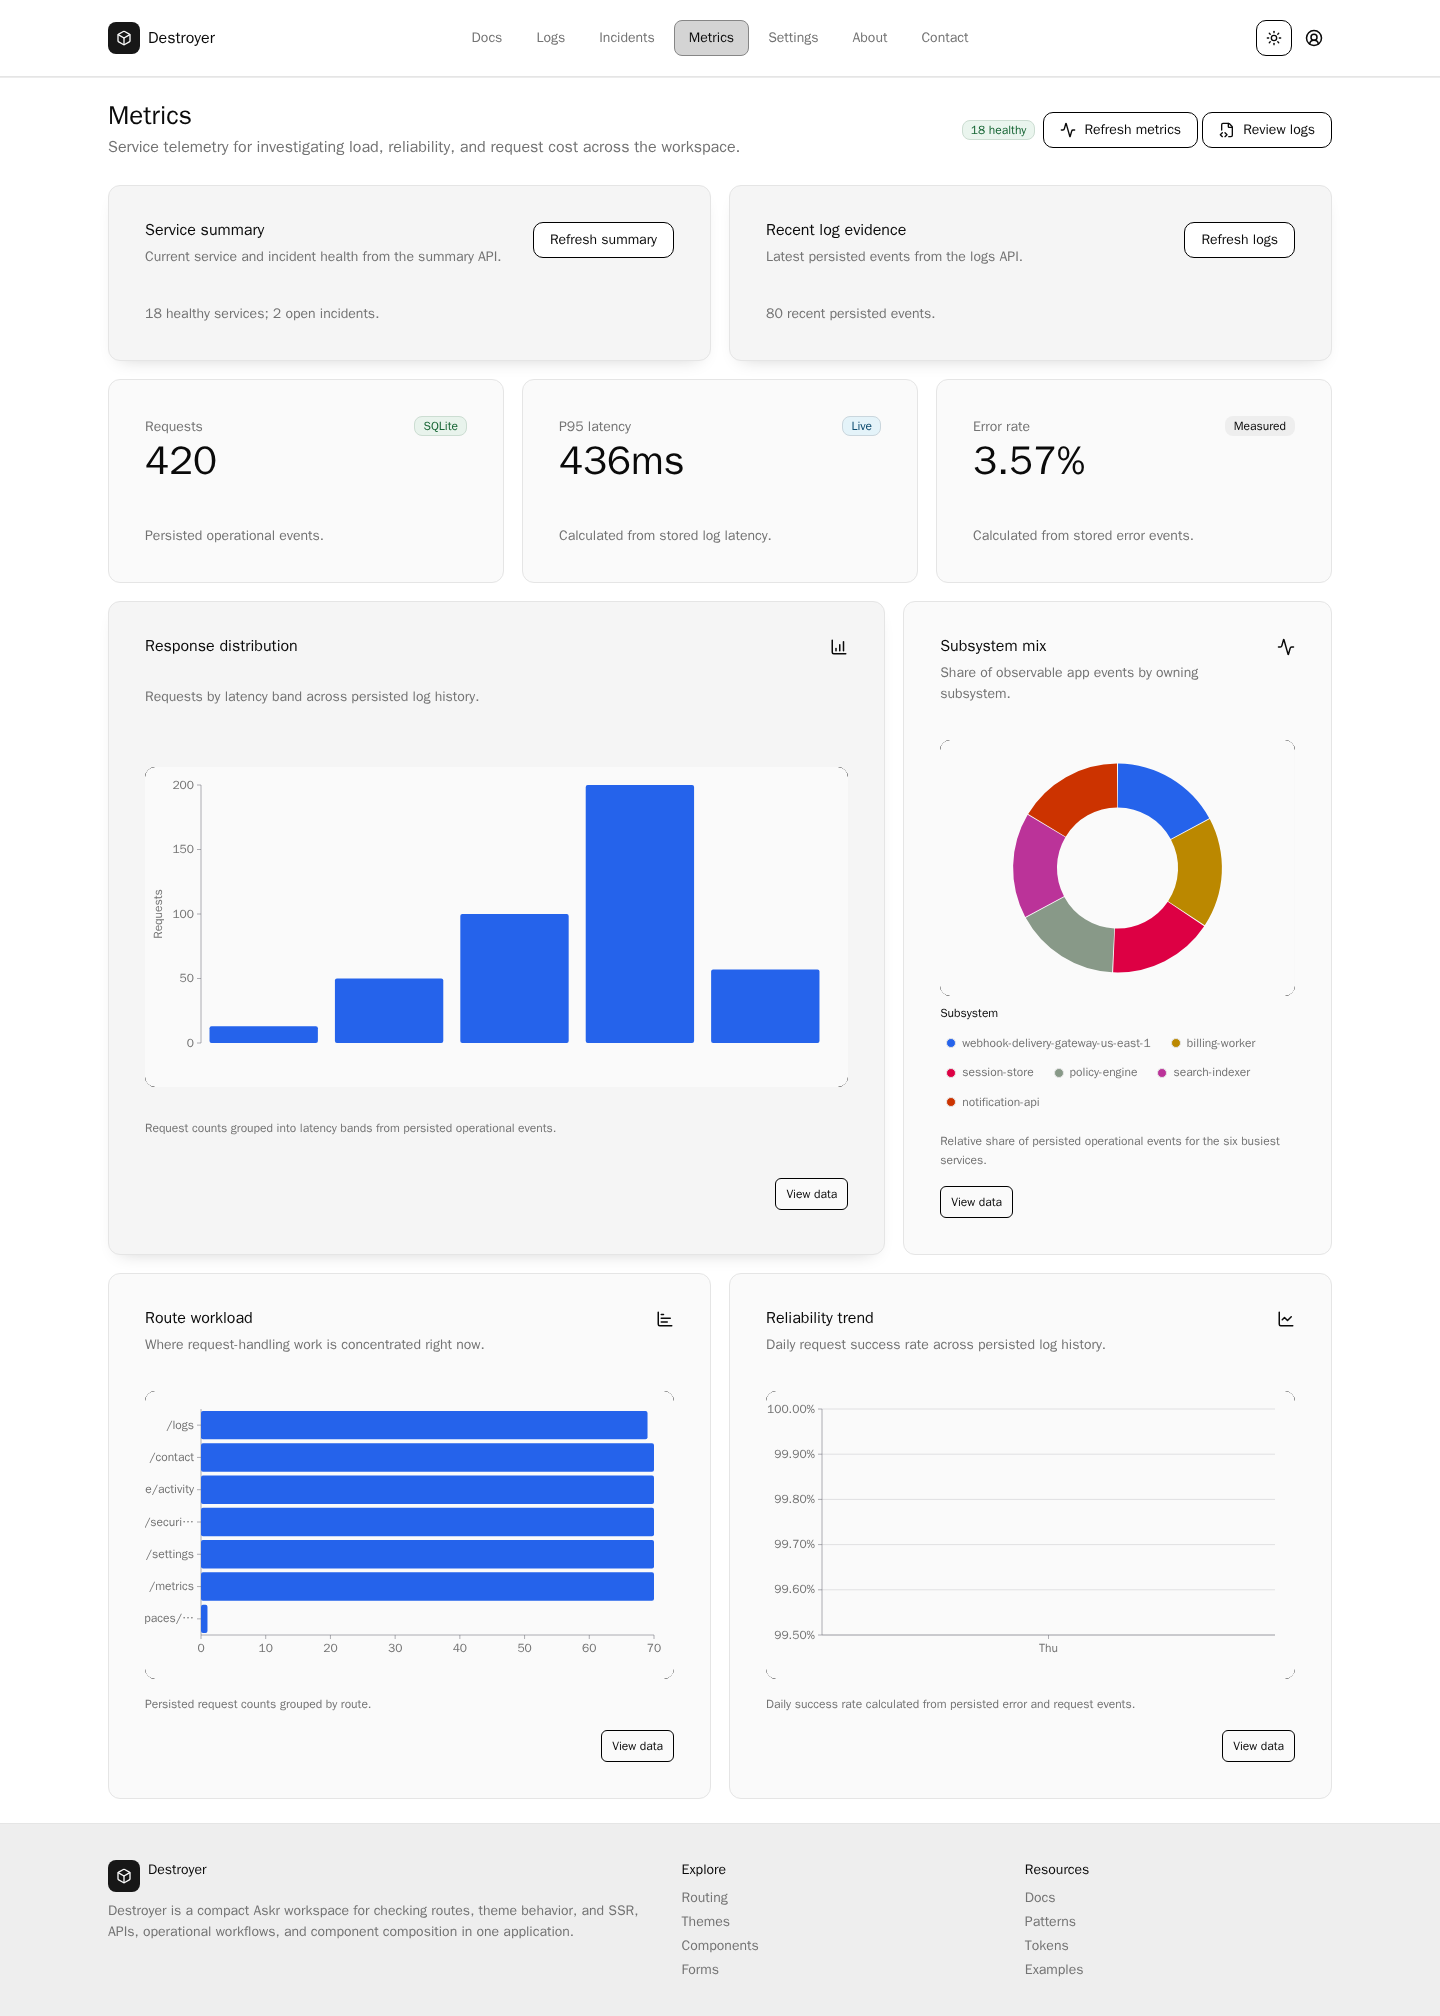 Destroyer
Docs
Logs
Incidents
Metrics
Settings
About
Contact
Metrics
Service telemetry for investigating load, reliability, and request cost across the workspace.
18 healthy
Refresh metrics
Review logs
Service summary
Current service and incident health from the summary API.
Refresh summary
18 healthy services; 2 open incidents.
Recent log evidence
Latest persisted events from the logs API.
Refresh logs
80 recent persisted events.
Requests
SQLite
420
Persisted operational events.
P95 latency
Live
436ms
Calculated from stored log latency.
Error rate
Measured
3.57%
Calculated from stored error events.
Response distribution
Requests by latency band across persisted log history.
Requests
200
150
100
50
0
Request counts grouped into latency bands from persisted operational events.
View data
Subsystem mix
Share of observable app events by owning
subsystem.
Subsystem
webhook-delivery-gateway-us-east-1
billing-worker
session-store
policy-engine
search-indexer
notification-api
Relative share of persisted operational events for the six busiest
services.
View data
Route workload
Where request-handling work is concentrated right now.
/logs
/contact
e/activity
/securi···
/settings
/metrics
paces/···
0
10
20
30
40
50
60
70
Persisted request counts grouped by route.
View data
Reliability trend
Daily request success rate across persisted log history.
100.00%
99.90%
99.80%
99.70%
99.60%
99.50%
Thu
Daily success rate calculated from persisted error and request events.
View data
Destroyer
Destroyer is a compact Askr workspace for checking routes, theme behavior, and SSR,
APIs, operational workflows, and component composition in one application.
Explore
Routing
Themes
Components
Forms
Resources
Docs
Patterns
Tokens
Examples